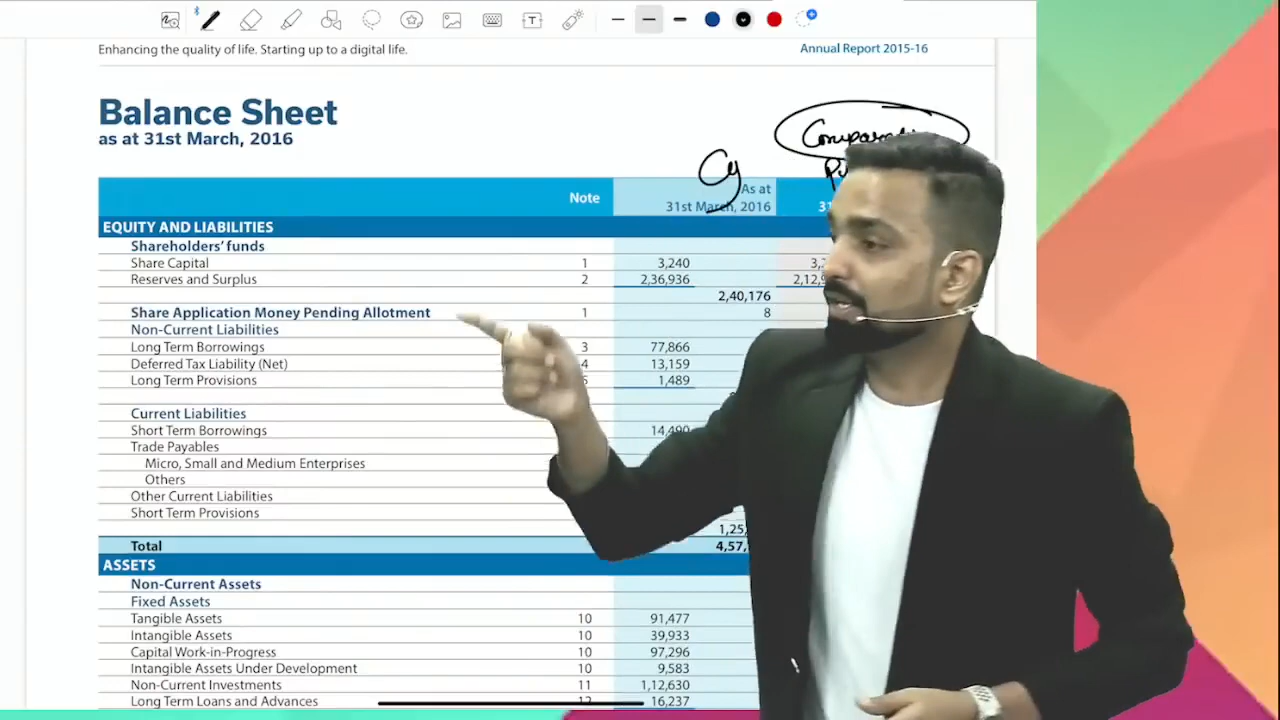 Enhancing the quality of life. Starting up to a digital life.
Annual Report 2015-16
Balance Sheet
as at 31st March, 2016
Cy
Note
As at
31st March, 2016
EQUITY AND LIABILITIES
Shareholders' funds
Share Capital 1 3,240
Reserves and Surplus 2 2,36,936
2,40,176
Share Application Money Pending Allotment 1 8
Non-Current Liabilities
Long Term Borrowings 3 77,866
Deferred Tax Liability (Net) 13,159
Long Term Provisions 1,489
Current Liabilities
Short Term Borrowings 14,490
Trade Payables
Micro, Small and Medium Enterprises
Others
Other Current Liabilities
Short Term Provisions
Total
ASSETS
Non-Current Assets
Fixed Assets
Tangible Assets 10 91,477
Intangible Assets 10 39,933
Capital Work-in-Progress 10 97,296
Intangible Assets Under Development 10 9,583
Non-Current Investments 11 1,12,630
Long Term Loans and Advances 12 16,237